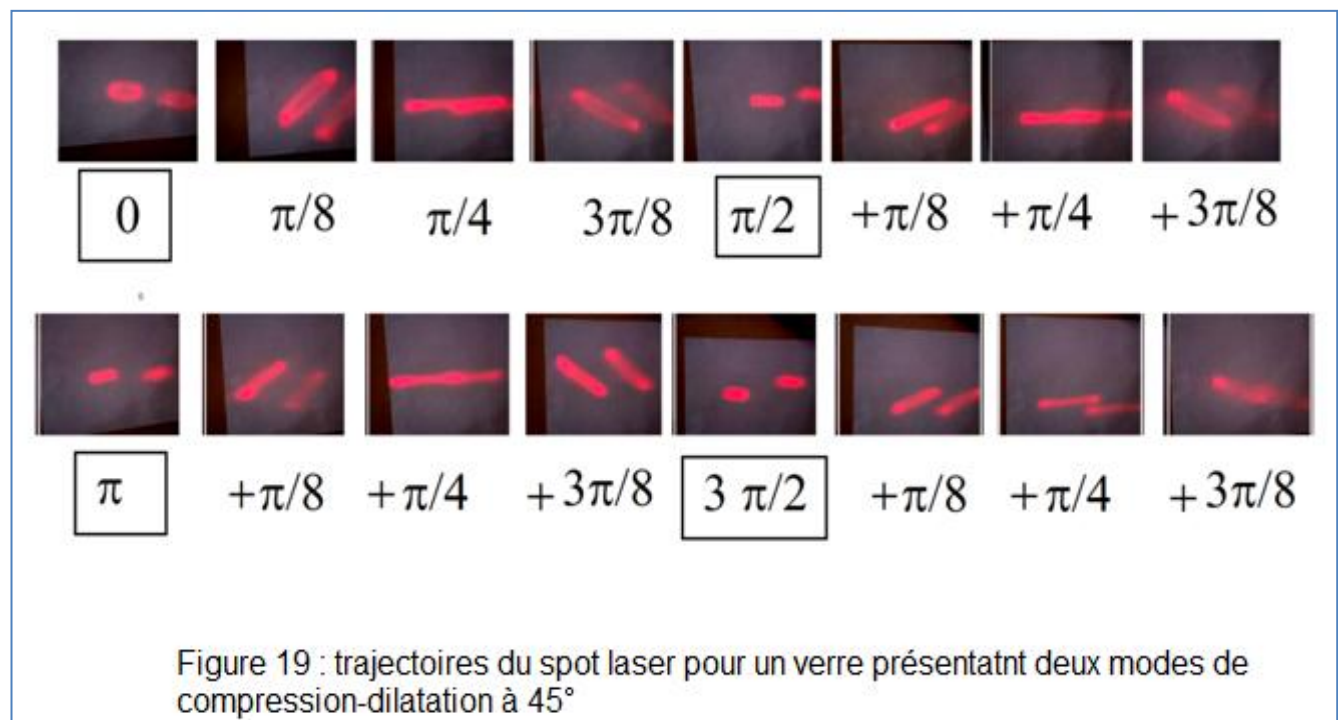 0 π/8 π/4 3π/8 π/2 +π/8 +π/4 +3π/8
π +π/8 +π/4 +3π/8 3 π/2 +π/8 +π/4 +3π/8
Figure 19 : trajectoires du spot laser pour un verre présentatnt deux modes de
compression-dilatation à 45°